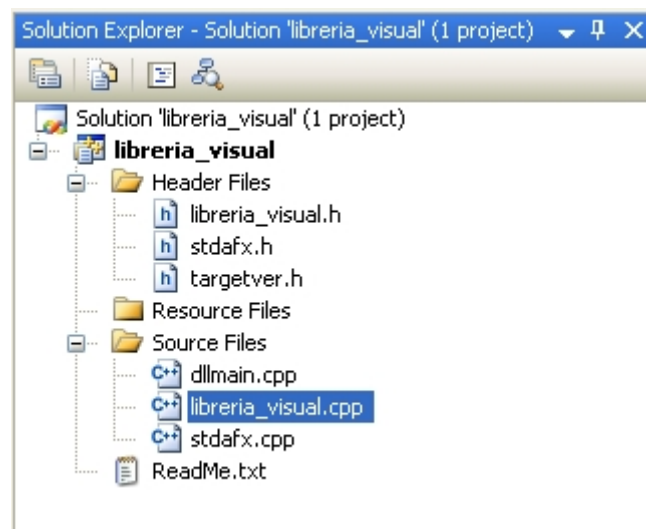 Solution Explorer - Solution 'libreria_visual' (1 project)
Solution 'libreria_visual' (1 project)
libreria_visual
Header Files
libreria_visual.h
stdafx.h
targetver.h
Resource Files
Source Files
dllmain.cpp
libreria_visual.cpp
stdafx.cpp
ReadMe.txt